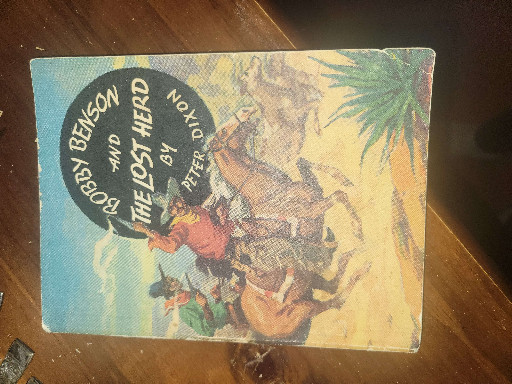 BOBBY BENSON
AND
THE LOST HERD
BY
PETER DIXON